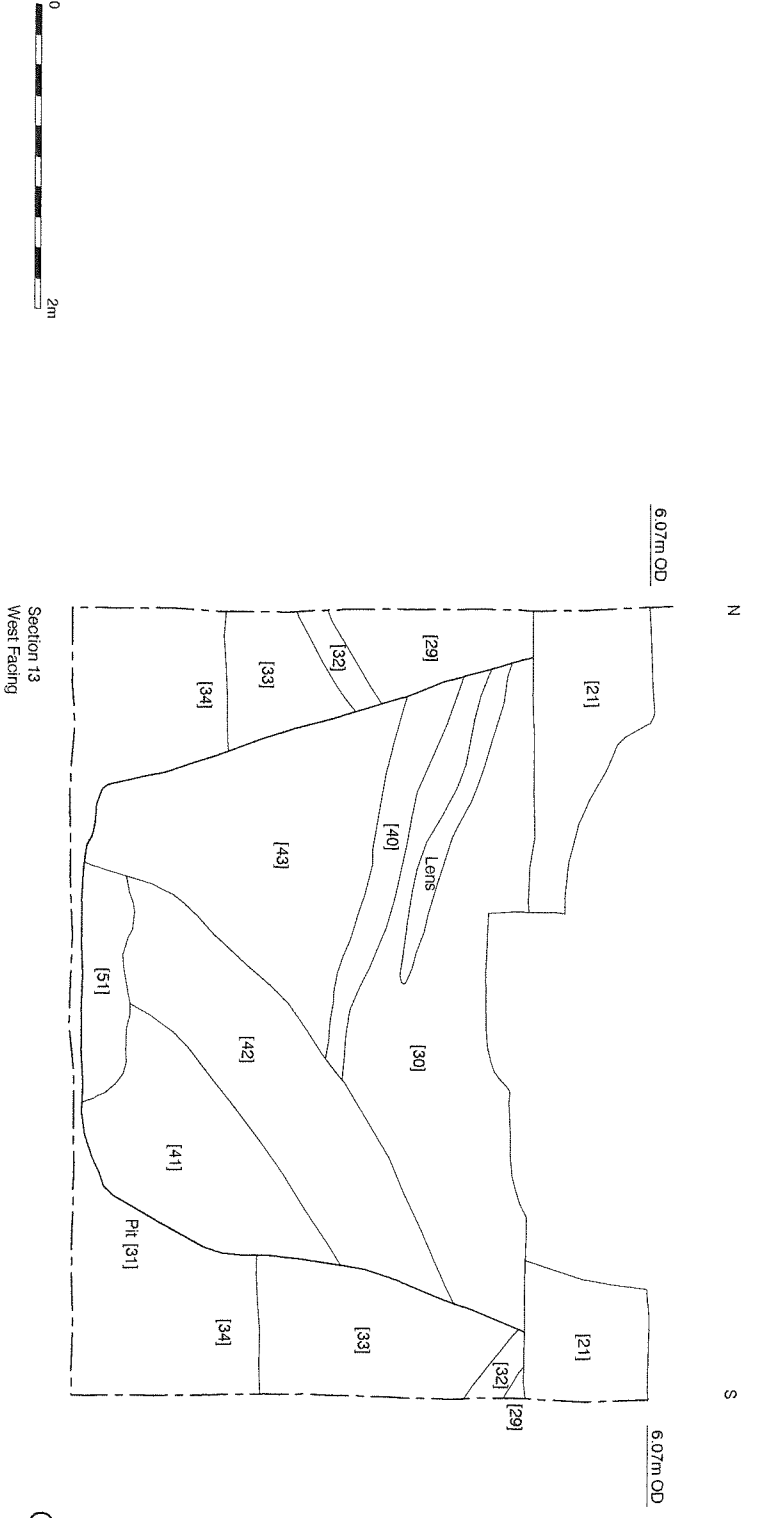 N
S
6.07m OD
6.07m OD
[21]
[21]
[29]
[32]
[33]
[34]
Lens
[40]
[30]
[43]
[42]
[51]
[41]
Pit [31]
[29]
[32]
[33]
[34]
Section 13
West Facing
0
2m